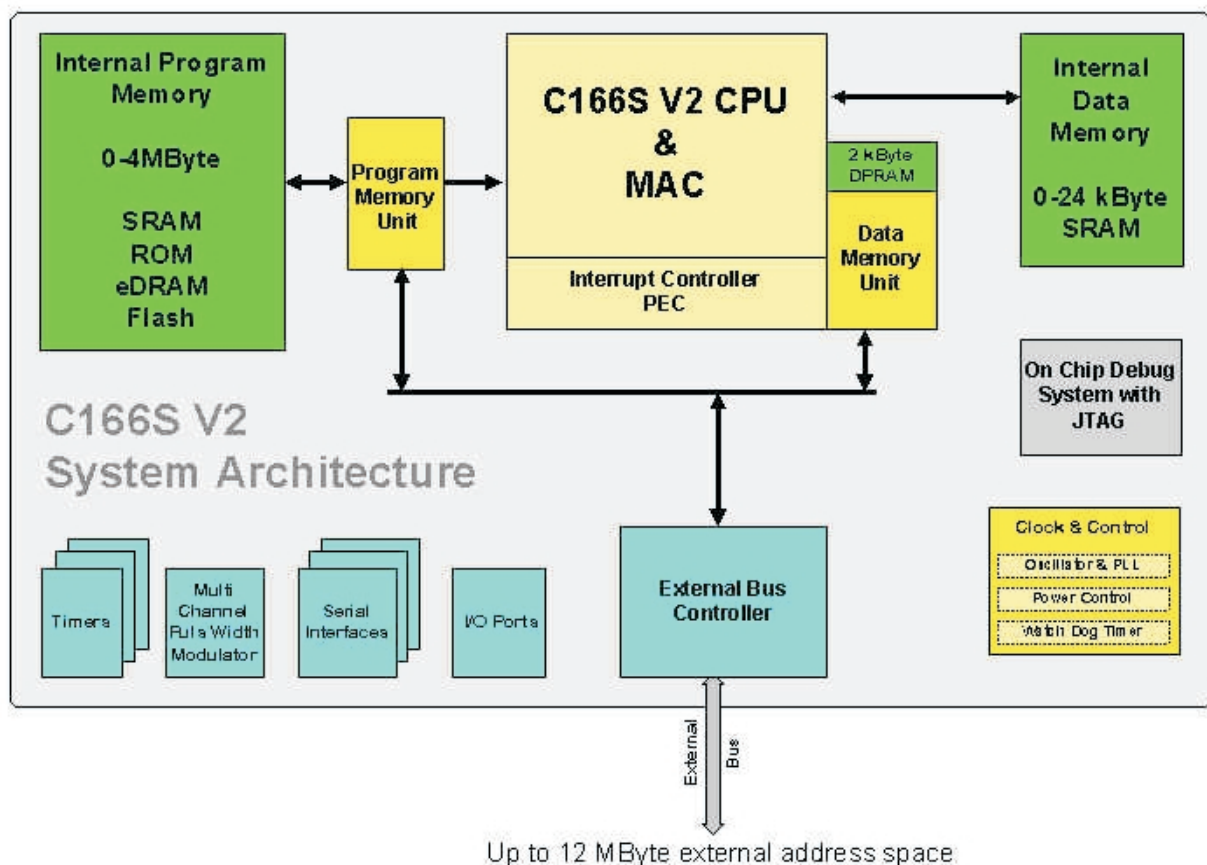 Internal Program
Memory
0-4MByte
SRAM
ROM
eDRAM
Flash
Program
Memory
Unit
C166S V2 CPU
&
MAC
Interrupt Controller
PEC
2 kByte
DPRAM
Data
Memory
Unit
Internal
Data
Memory
0-24 kByte
SRAM
On Chip Debug
System with
JTAG
C166S V2
System Architecture
Timers
Multi
Channel
Puls Width
Modulator
Serial
Interfaces
I/O Ports
External Bus
Controller
Clock & Control
Oscillator & PLL
Power Control
Watch Dog Timer
External
Bus
Up to 12 MByte external address space